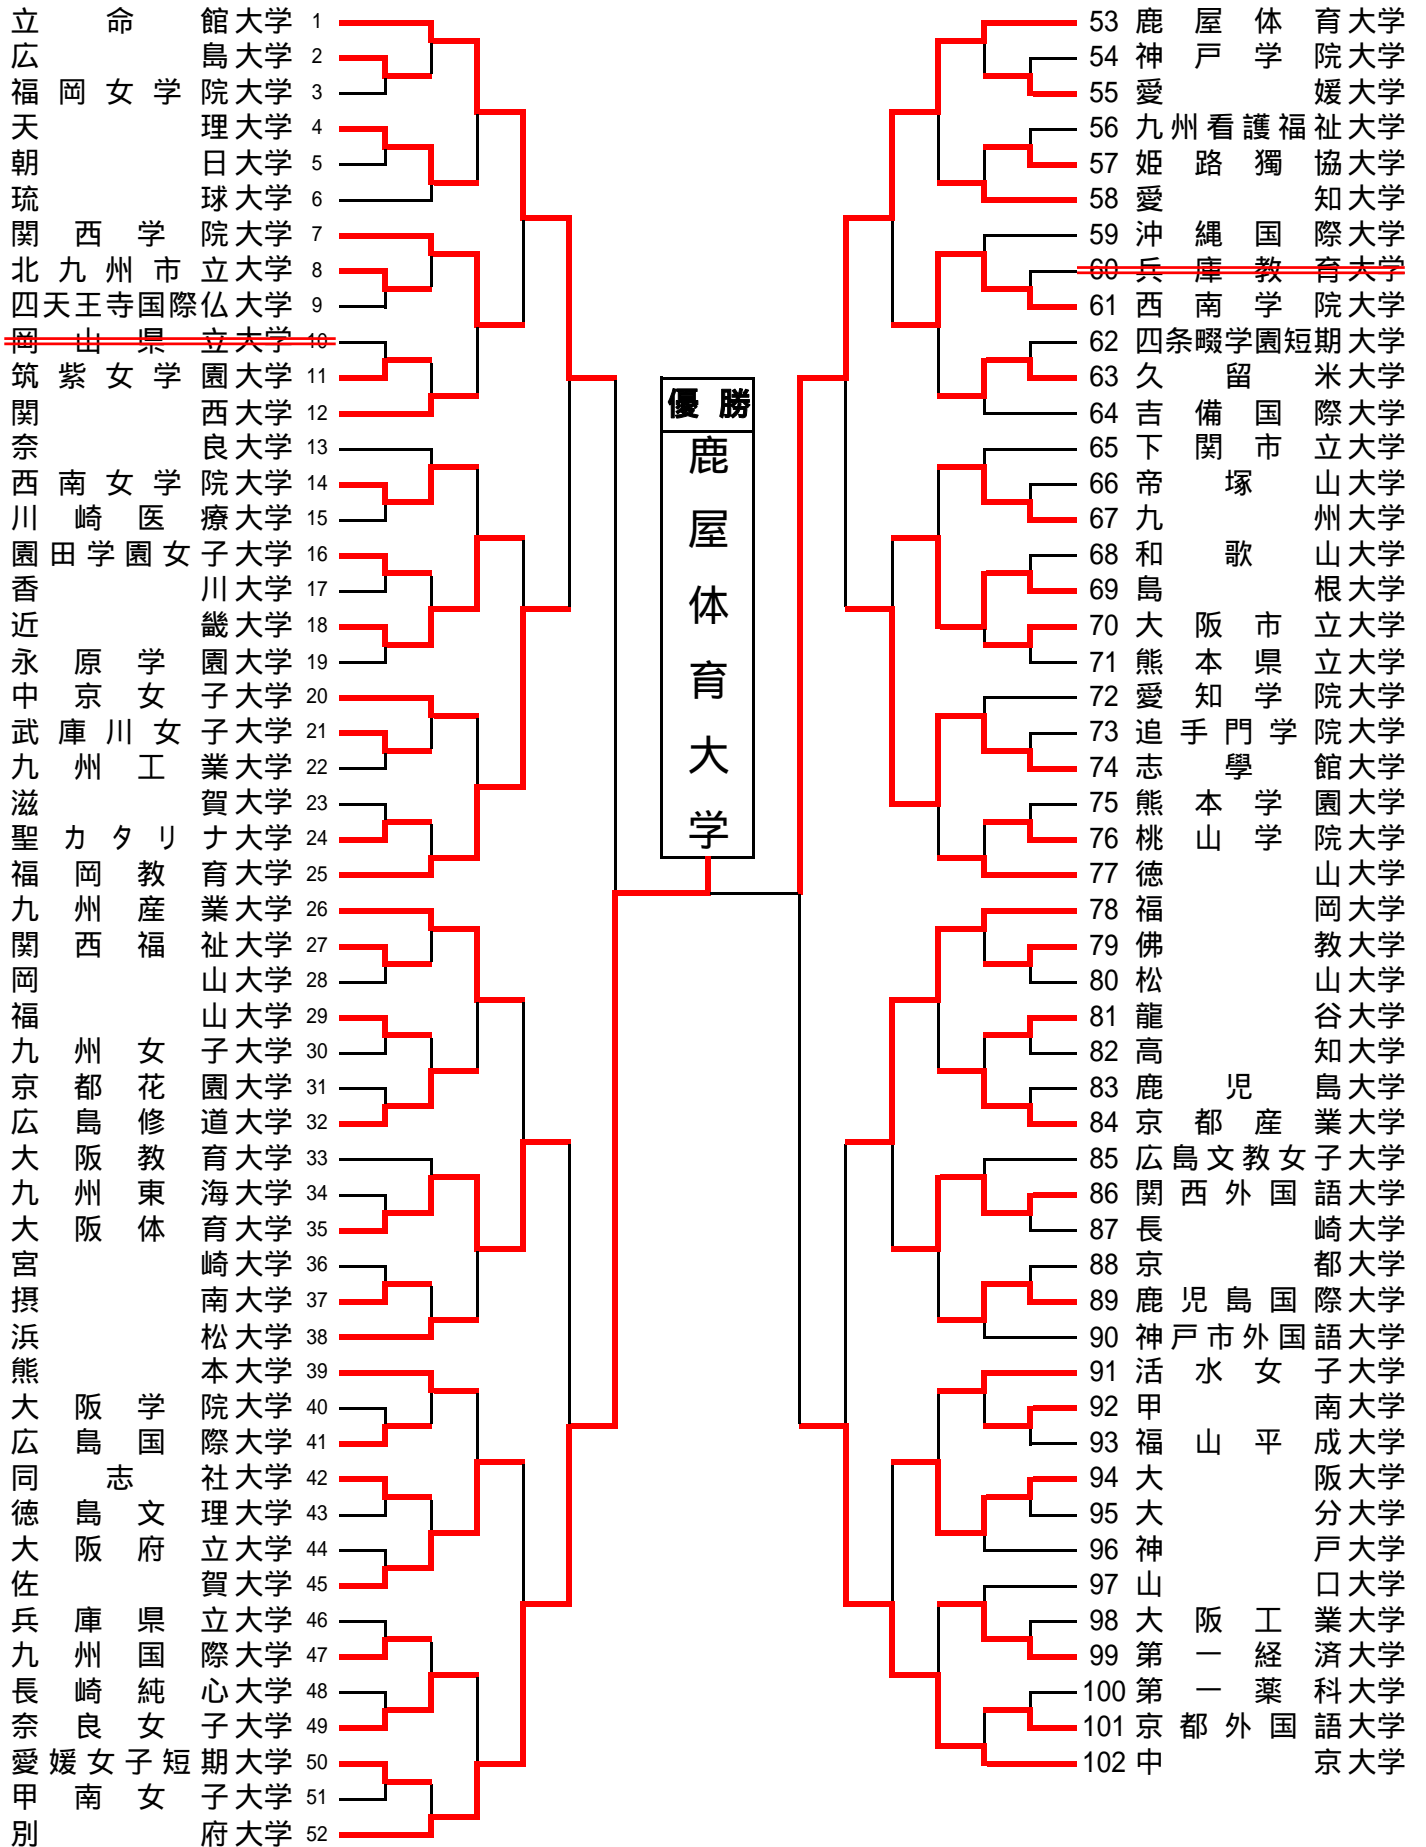 立命館大学 1
広島大学 2
福岡女学院大学 3
天理大学 4
朝日大学 5
琉球大学 6
関西学院大学 7
北九州市立大学 8
四天王寺国際仏大学 9
岡山県立大学 10
筑紫女学園大学 11
関西大学 12
奈良大学 13
西南女学院大学 14
川崎医療大学 15
園田学園女子大学 16
香川大学 17
近畿大学 18
永原学園大学 19
中京女子大学 20
武庫川女子大学 21
九州工業大学 22
滋賀大学 23
聖カタリナ大学 24
福岡教育大学 25
九州産業大学 26
関西福祉大学 27
岡山大学 28
福山大学 29
九州女子大学 30
京都花園大学 31
広島修道大学 32
大阪教育大学 33
九州東海大学 34
大阪体育大学 35
宮崎大学 36
摂南大学 37
浜松大学 38
熊本大学 39
大阪学院大学 40
広島国際大学 41
同志社大学 42
徳島文理大学 43
大阪府立大学 44
佐賀大学 45
兵庫県立大学 46
九州国際大学 47
長崎純心大学 48
奈良女子大学 49
愛媛女子短期大学 50
甲南女子大学 51
別府大学 52
優勝
鹿屋体育大学
53 鹿屋体育大学
54 神戸学院大学
55 愛媛大学
56 九州看護福祉大学
57 姫路獨協大学
58 愛知大学
59 沖縄国際大学
60 兵庫教育大学
61 西南学院大学
62 四条畷学園短期大学
63 久留米大学
64 吉備国際大学
65 下関市立大学
66 帝塚山大学
67 九州大学
68 和歌山大学
69 島根大学
70 大阪市立大学
71 熊本県立大学
72 愛知学院大学
73 追手門学院大学
74 志學館大学
75 熊本学園大学
76 桃山学院大学
77 徳山大学
78 福岡大学
79 佛教大学
80 松山大学
81 龍谷大学
82 高知大学
83 鹿児島大学
84 京都産業大学
85 広島文教女子大学
86 関西外国語大学
87 長崎大学
88 京都大学
89 鹿児島国際大学
90 神戸市外国語大学
91 活水女子大学
92 甲南大学
93 福山平成大学
94 大阪大学
95 大分大学
96 神戸大学
97 山口大学
98 大阪工業大学
99 第一経済大学
100 第一薬科大学
101 京都外国語大学
102 中京大学